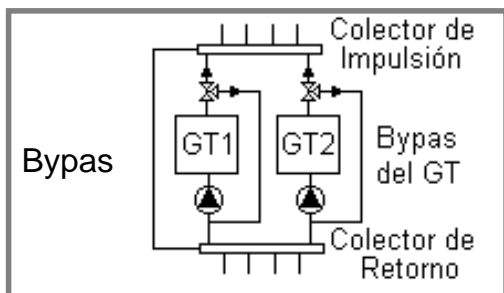 Colector de
Impulsión
GT1
GT2
Bypas
Bypas
del GT
Colector de
Retorno